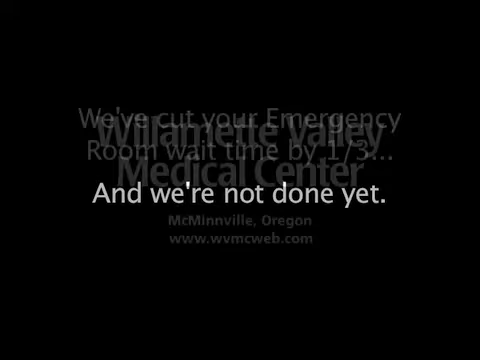 We've cut your Emergency
Room wait time by 1/3...
Willamette Valley
Medical Center
And we're not done yet.
McMinnville, Oregon
www.wvmcweb.com